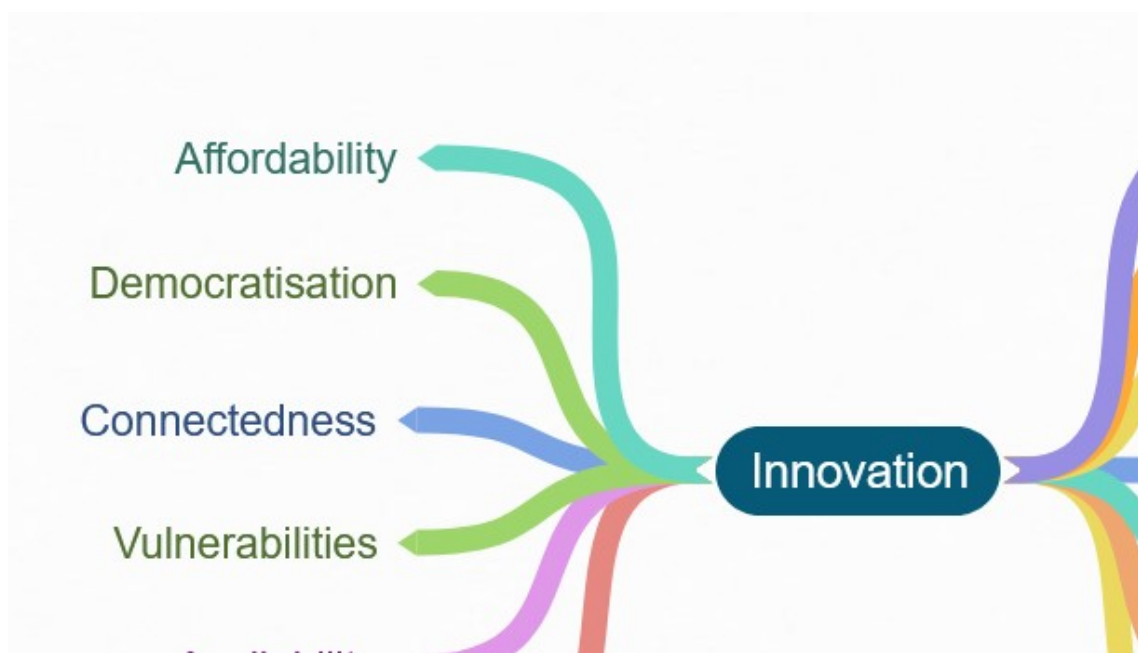 Affordability
Democratisation
Connectedness
Innovation
Vulnerabilities